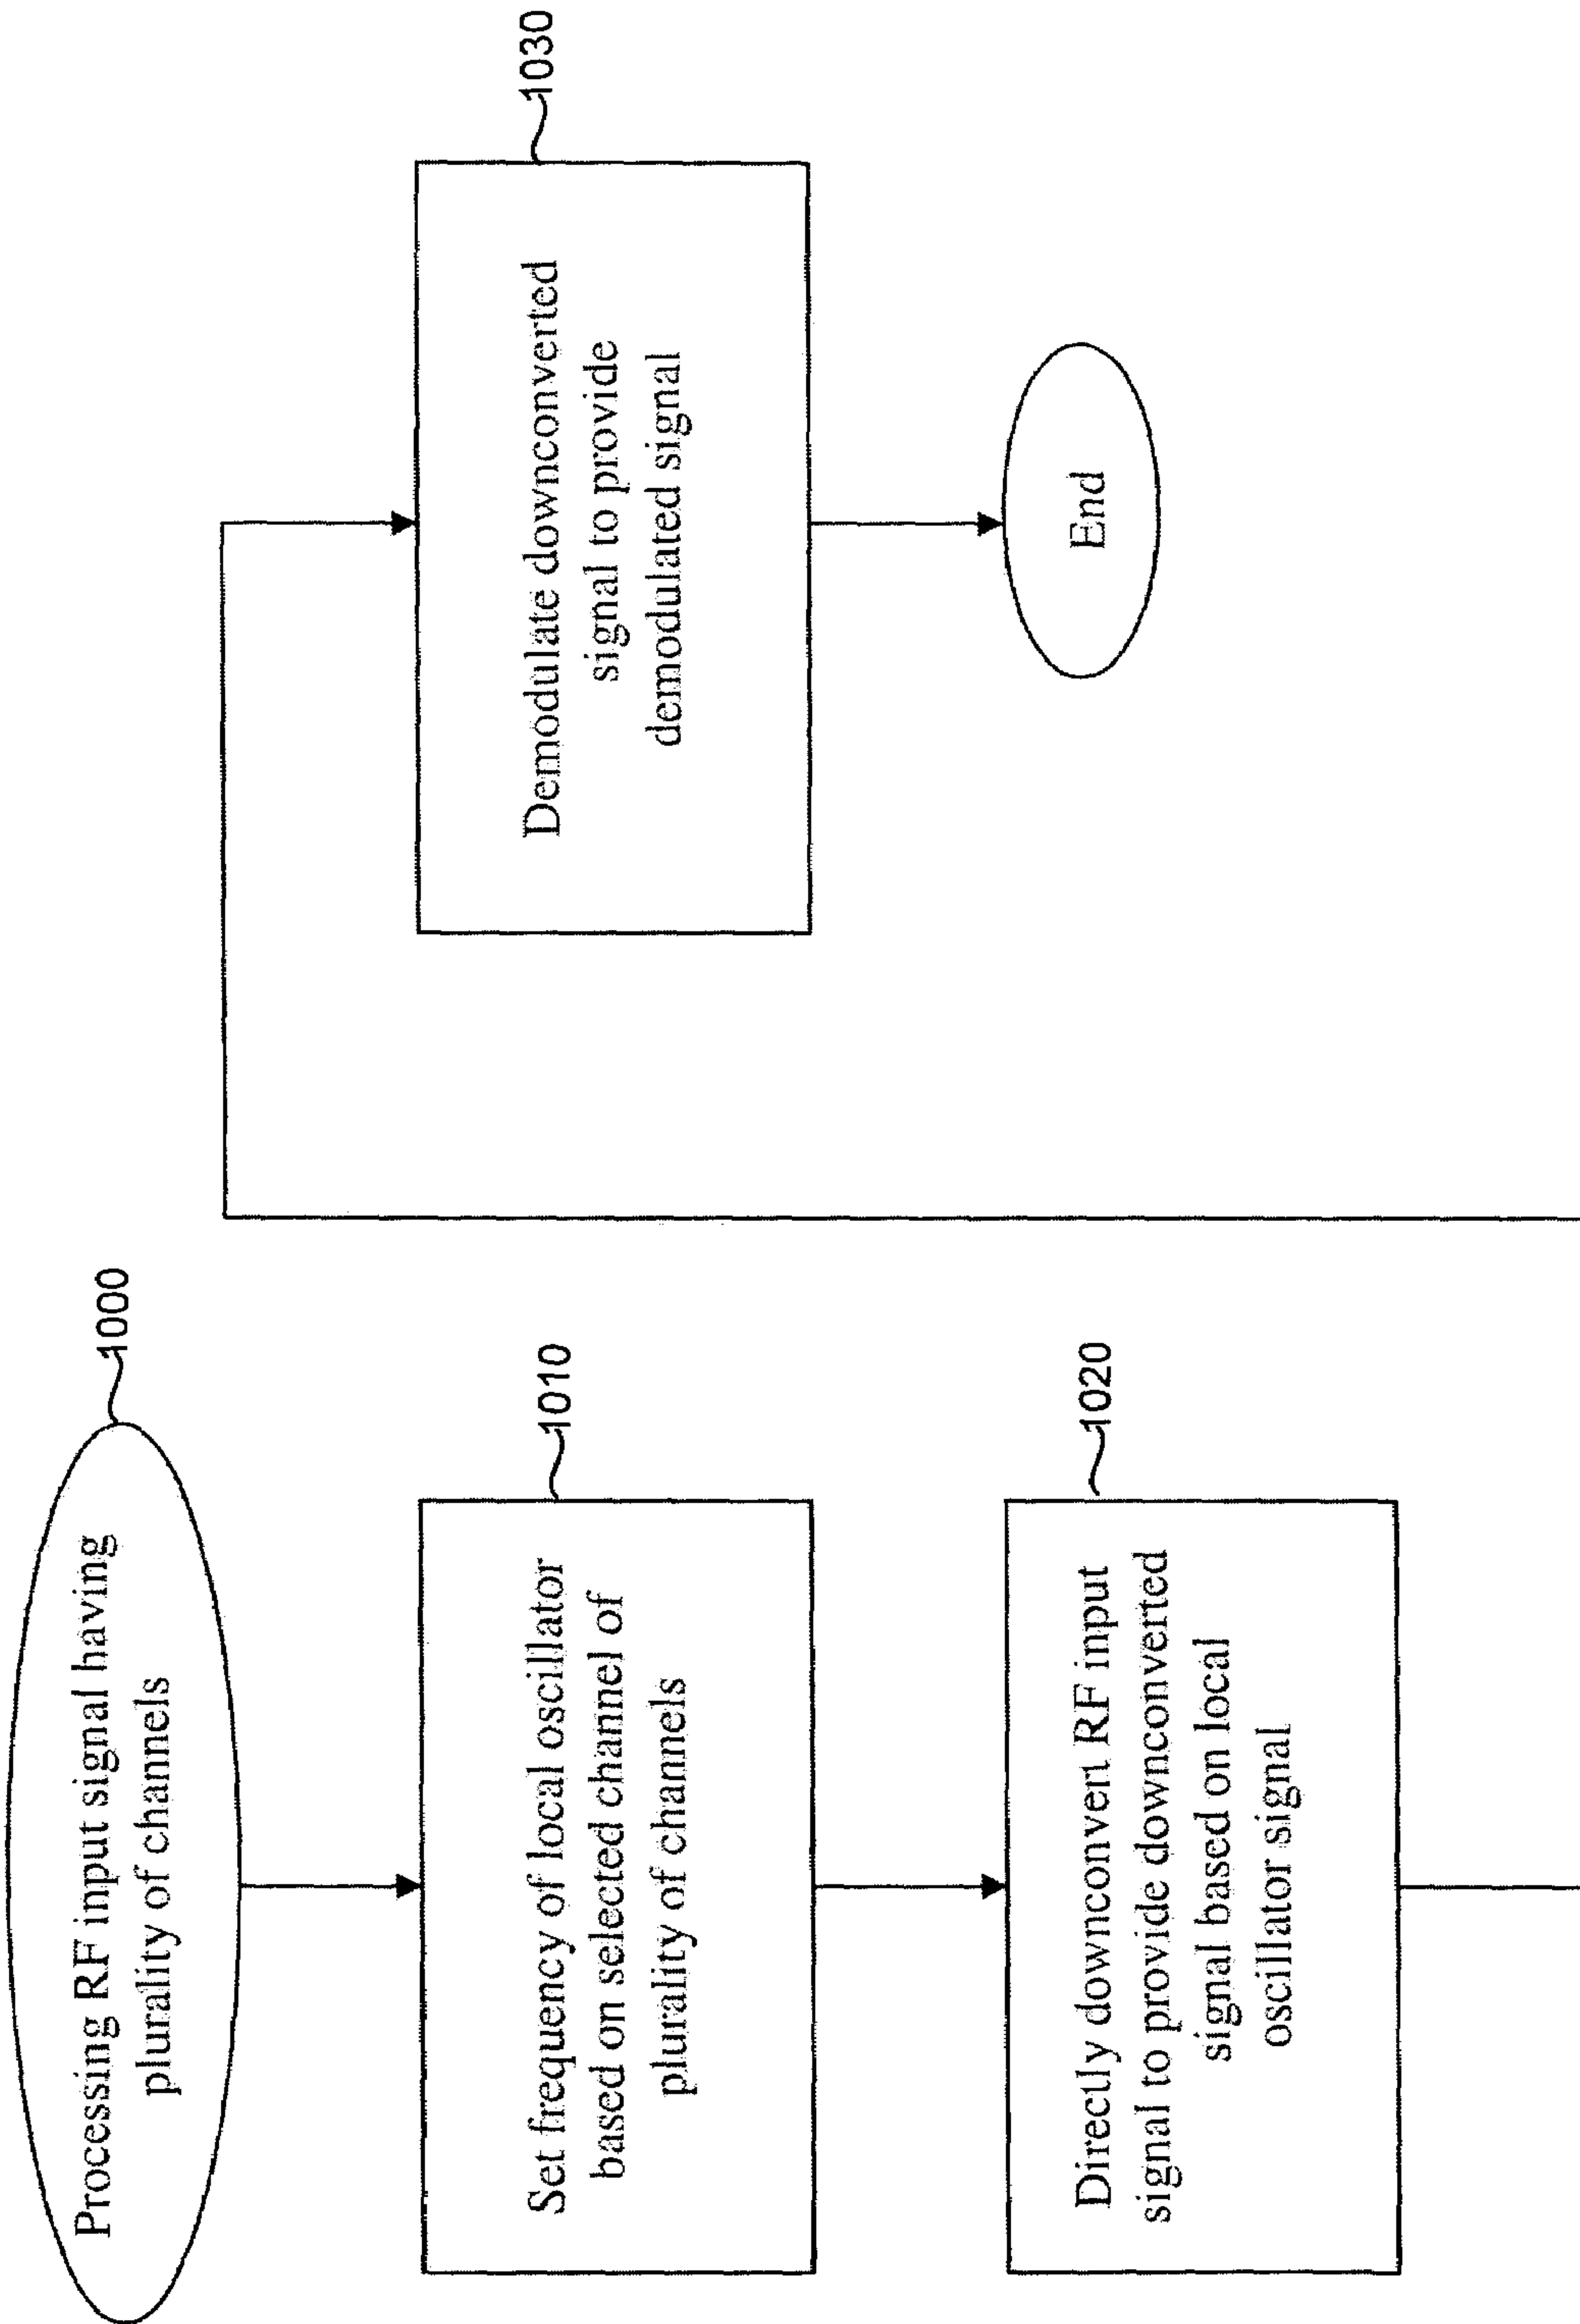 Processing RF input signal having
plurality of channels
1000
Set frequency of local oscillator
based on selected channel of
plurality of channels
1010
Directly downconvert RF input
signal to provide downconverted
signal based on local
oscillator signal
1020
Demodulate downconverted
signal to provide
demodulated signal
1030
End